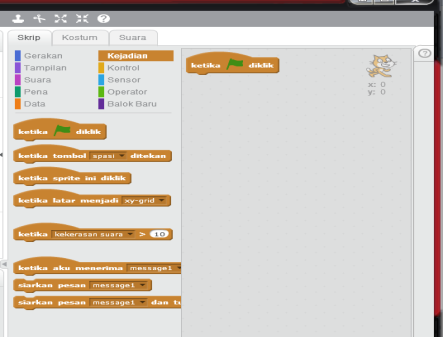 Skrip Kostum Suara
Gerakan Kejadian
Tampilan Kontrol
Suara Sensor
Pena Operator
Data Balok Baru
ketika diklik
ketika tombol spasi ditekan
ketika sprite ini diklik
ketika latar menjadi xy-grid
ketika kekerasan suara > 10
ketika aku menerima message1
siarkan pesan message1
siarkan pesan message1 dan tu
ketika diklik
x: 0
y: 0